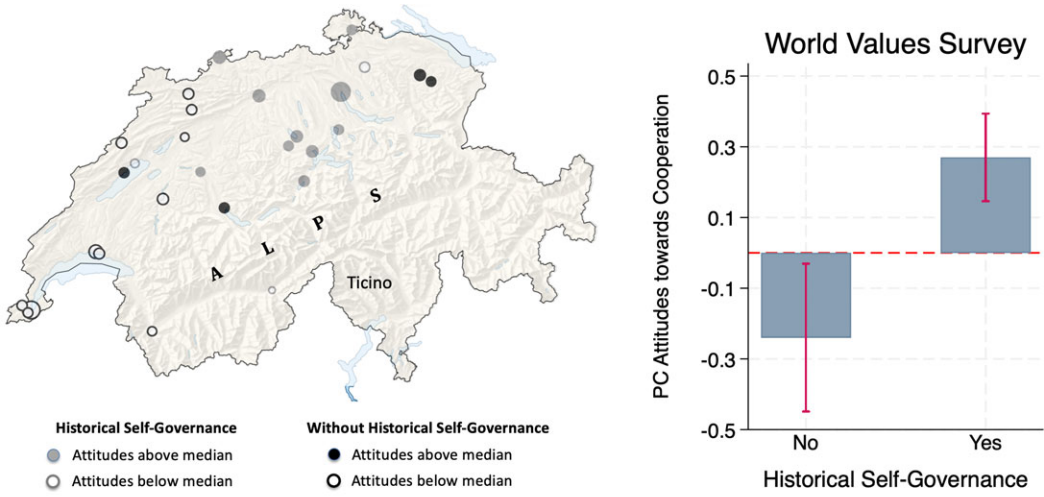 A L P S
Ticino
Historical Self-Governance
Attitudes above median
Attitudes below median
Without Historical Self-Governance
Attitudes above median
Attitudes below median
World Values Survey
PC Attitudes towards Cooperation
0.5
0.3
0.1
-0.1
-0.3
-0.5
No Yes
Historical Self-Governance